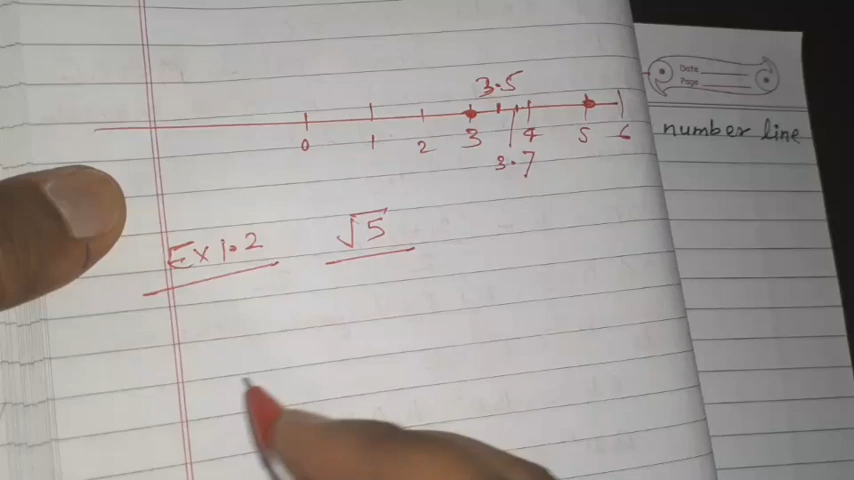 3.5
0 1 2 3 4 5 6
3.7
Ex 1.2 √5
Date
Page
number line